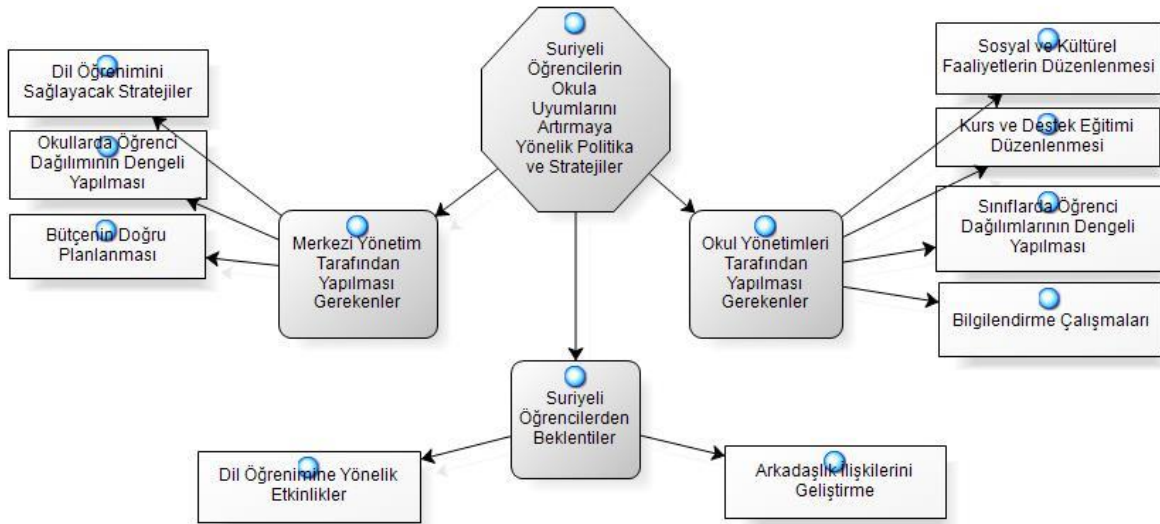 Suriyeli
Öğrencilerin
Okula
Uyumlarını
Artırmaya
Yönelik Politika
ve Stratejiler
Dil Öğrenimini
Sağlayacak Stratejiler
Okullarda Öğrenci
Dağılımının Dengeli
Yapılması
Bütçenin Doğru
Planlanması
Merkezi Yönetim
Tarafından
Yapılması
Gerekenler
Okul Yönetimleri
Tarafından
Yapılması
Gerekenler
Sosyal ve Kültürel
Faaliyetlerin Düzenlenmesi
Kurs ve Destek Eğitimi
Düzenlenmesi
Sınıflarda Öğrenci
Dağılımlarının Dengeli
Yapılması
Bilgilendirme Çalışmaları
Suriyeli
Öğrencilerden
Beklentiler
Dil Öğrenimine Yönelik
Etkinlikler
Arkadaşlık İlişkilerini
Geliştirme